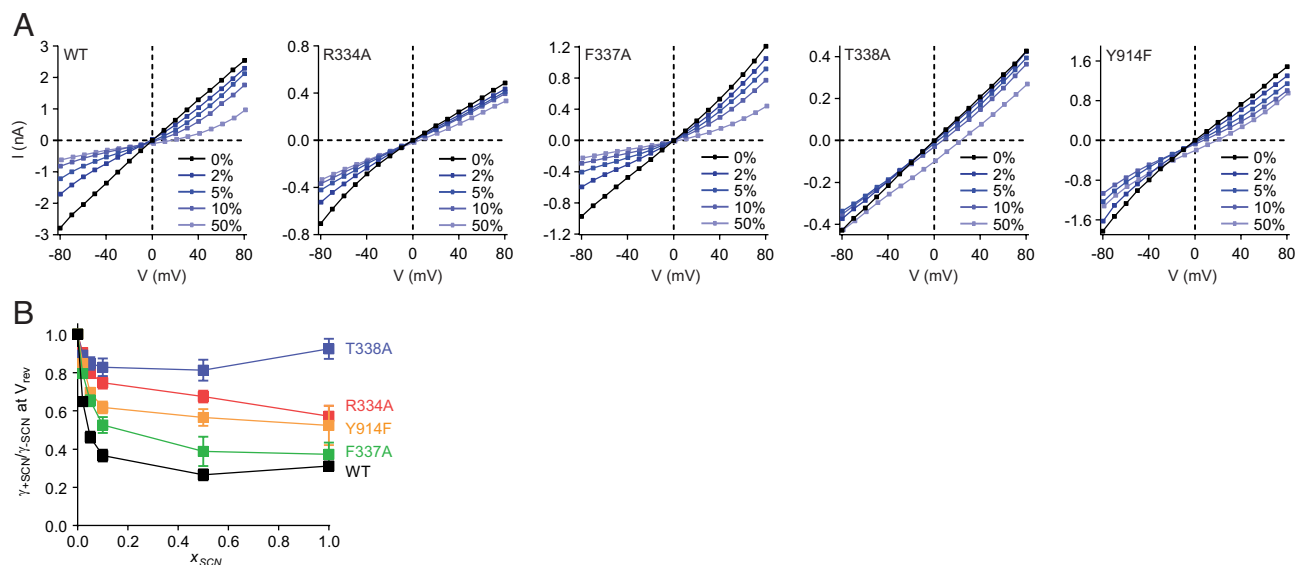 A
WT
3
2
1
0
-1
-2
-3
I (nA)
-80 -40 0 40 80
V (mV)
0%
2%
5%
10%
50%
R334A
0.8
0.4
0.0
-0.4
-0.8
-80 -40 0 40 80
V (mV)
0%
2%
5%
10%
50%
F337A
1.2
0.8
0.4
0.0
-0.4
-0.8
-1.2
-80 -40 0 40 80
V (mV)
0%
2%
5%
10%
50%
T338A
0.4
0.2
0.0
-0.2
-0.4
-80 -40 0 40 80
V (mV)
0%
2%
5%
10%
50%
Y914F
1.6
0.8
0.0
-0.8
-1.6
-80 -40 0 40 80
V (mV)
0%
2%
5%
10%
50%
B
γ+SCN/γ-SCN at Vrev
1.0
0.8
0.6
0.4
0.2
0.0
0.0 0.2 0.4 0.6 0.8 1.0
xSCN
T338A
R334A
Y914F
F337A
WT